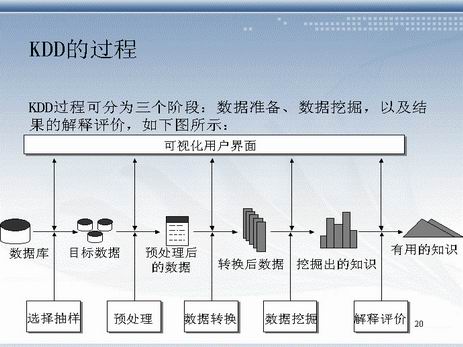 KDD的过程
KDD过程可分为三个阶段：数据准备、数据挖掘，以及结
果的解释评价，如下图所示：
可视化用户界面
数据库
目标数据
预处理后
的数据
转换后数据
挖掘出的知识
有用的知识
选择抽样
预处理
数据转换
数据挖掘
解释评价
20